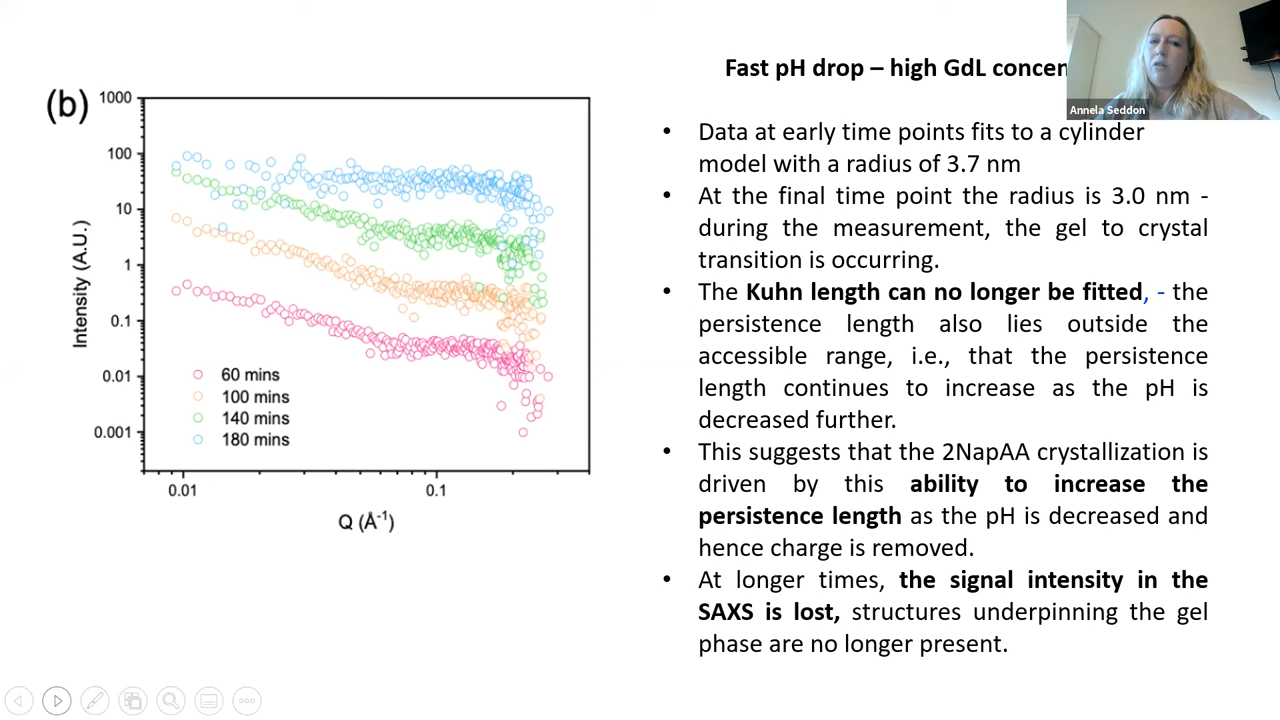 Fast pH drop – high GdL concen
Annela Seddon
(b)
1000
100
10
1
0.1
0.01
0.001
Intensity (A.U.)
60 mins
100 mins
140 mins
180 mins
0.01
0.1
Q (Å-1)
• Data at early time points fits to a cylinder
model with a radius of 3.7 nm
• At the final time point the radius is 3.0 nm -
during the measurement, the gel to crystal
transition is occurring.
• The Kuhn length can no longer be fitted, - the
persistence length also lies outside the
accessible range, i.e., that the persistence
length continues to increase as the pH is
decreased further.
• This suggests that the 2NapAA crystallization is
driven by this ability to increase the
persistence length as the pH is decreased and
hence charge is removed.
• At longer times, the signal intensity in the
SAXS is lost, structures underpinning the gel
phase are no longer present.